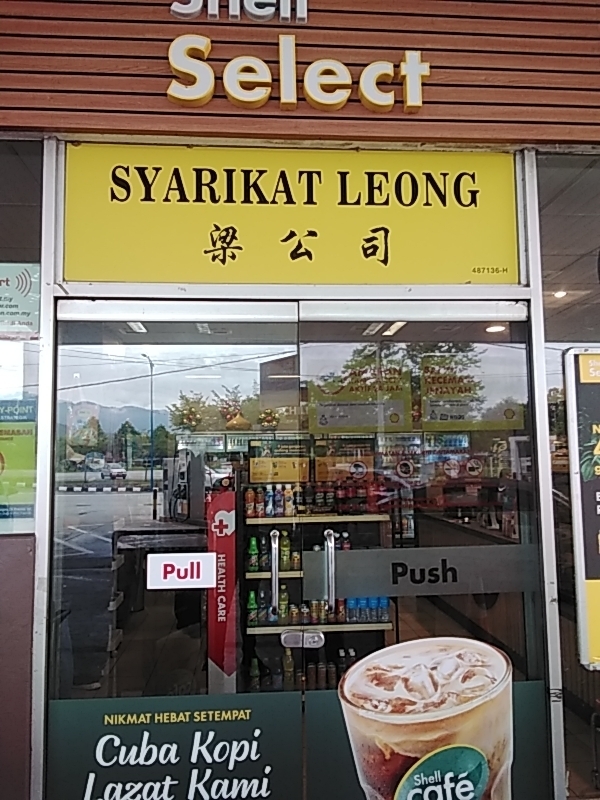 Shell
Select
SYARIKAT LEONG
梁公司
487136-H
Pull
Push
HEALTH CARE
NIKMAT HEBAT SETEMPAT
Cuba Kopi
Lazat Kami
Shell
café